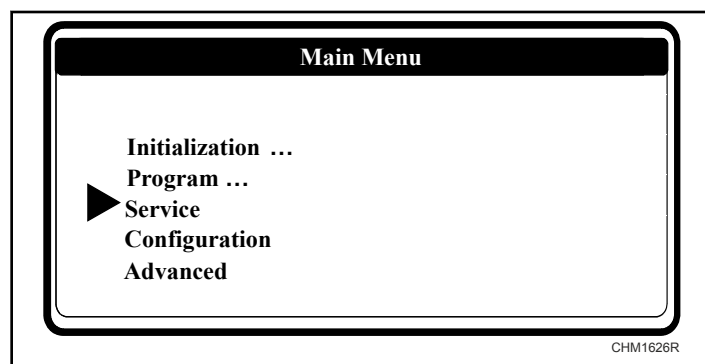 Main Menu
Initialization ...
Program ...
Service
Configuration
Advanced
CHM1626R